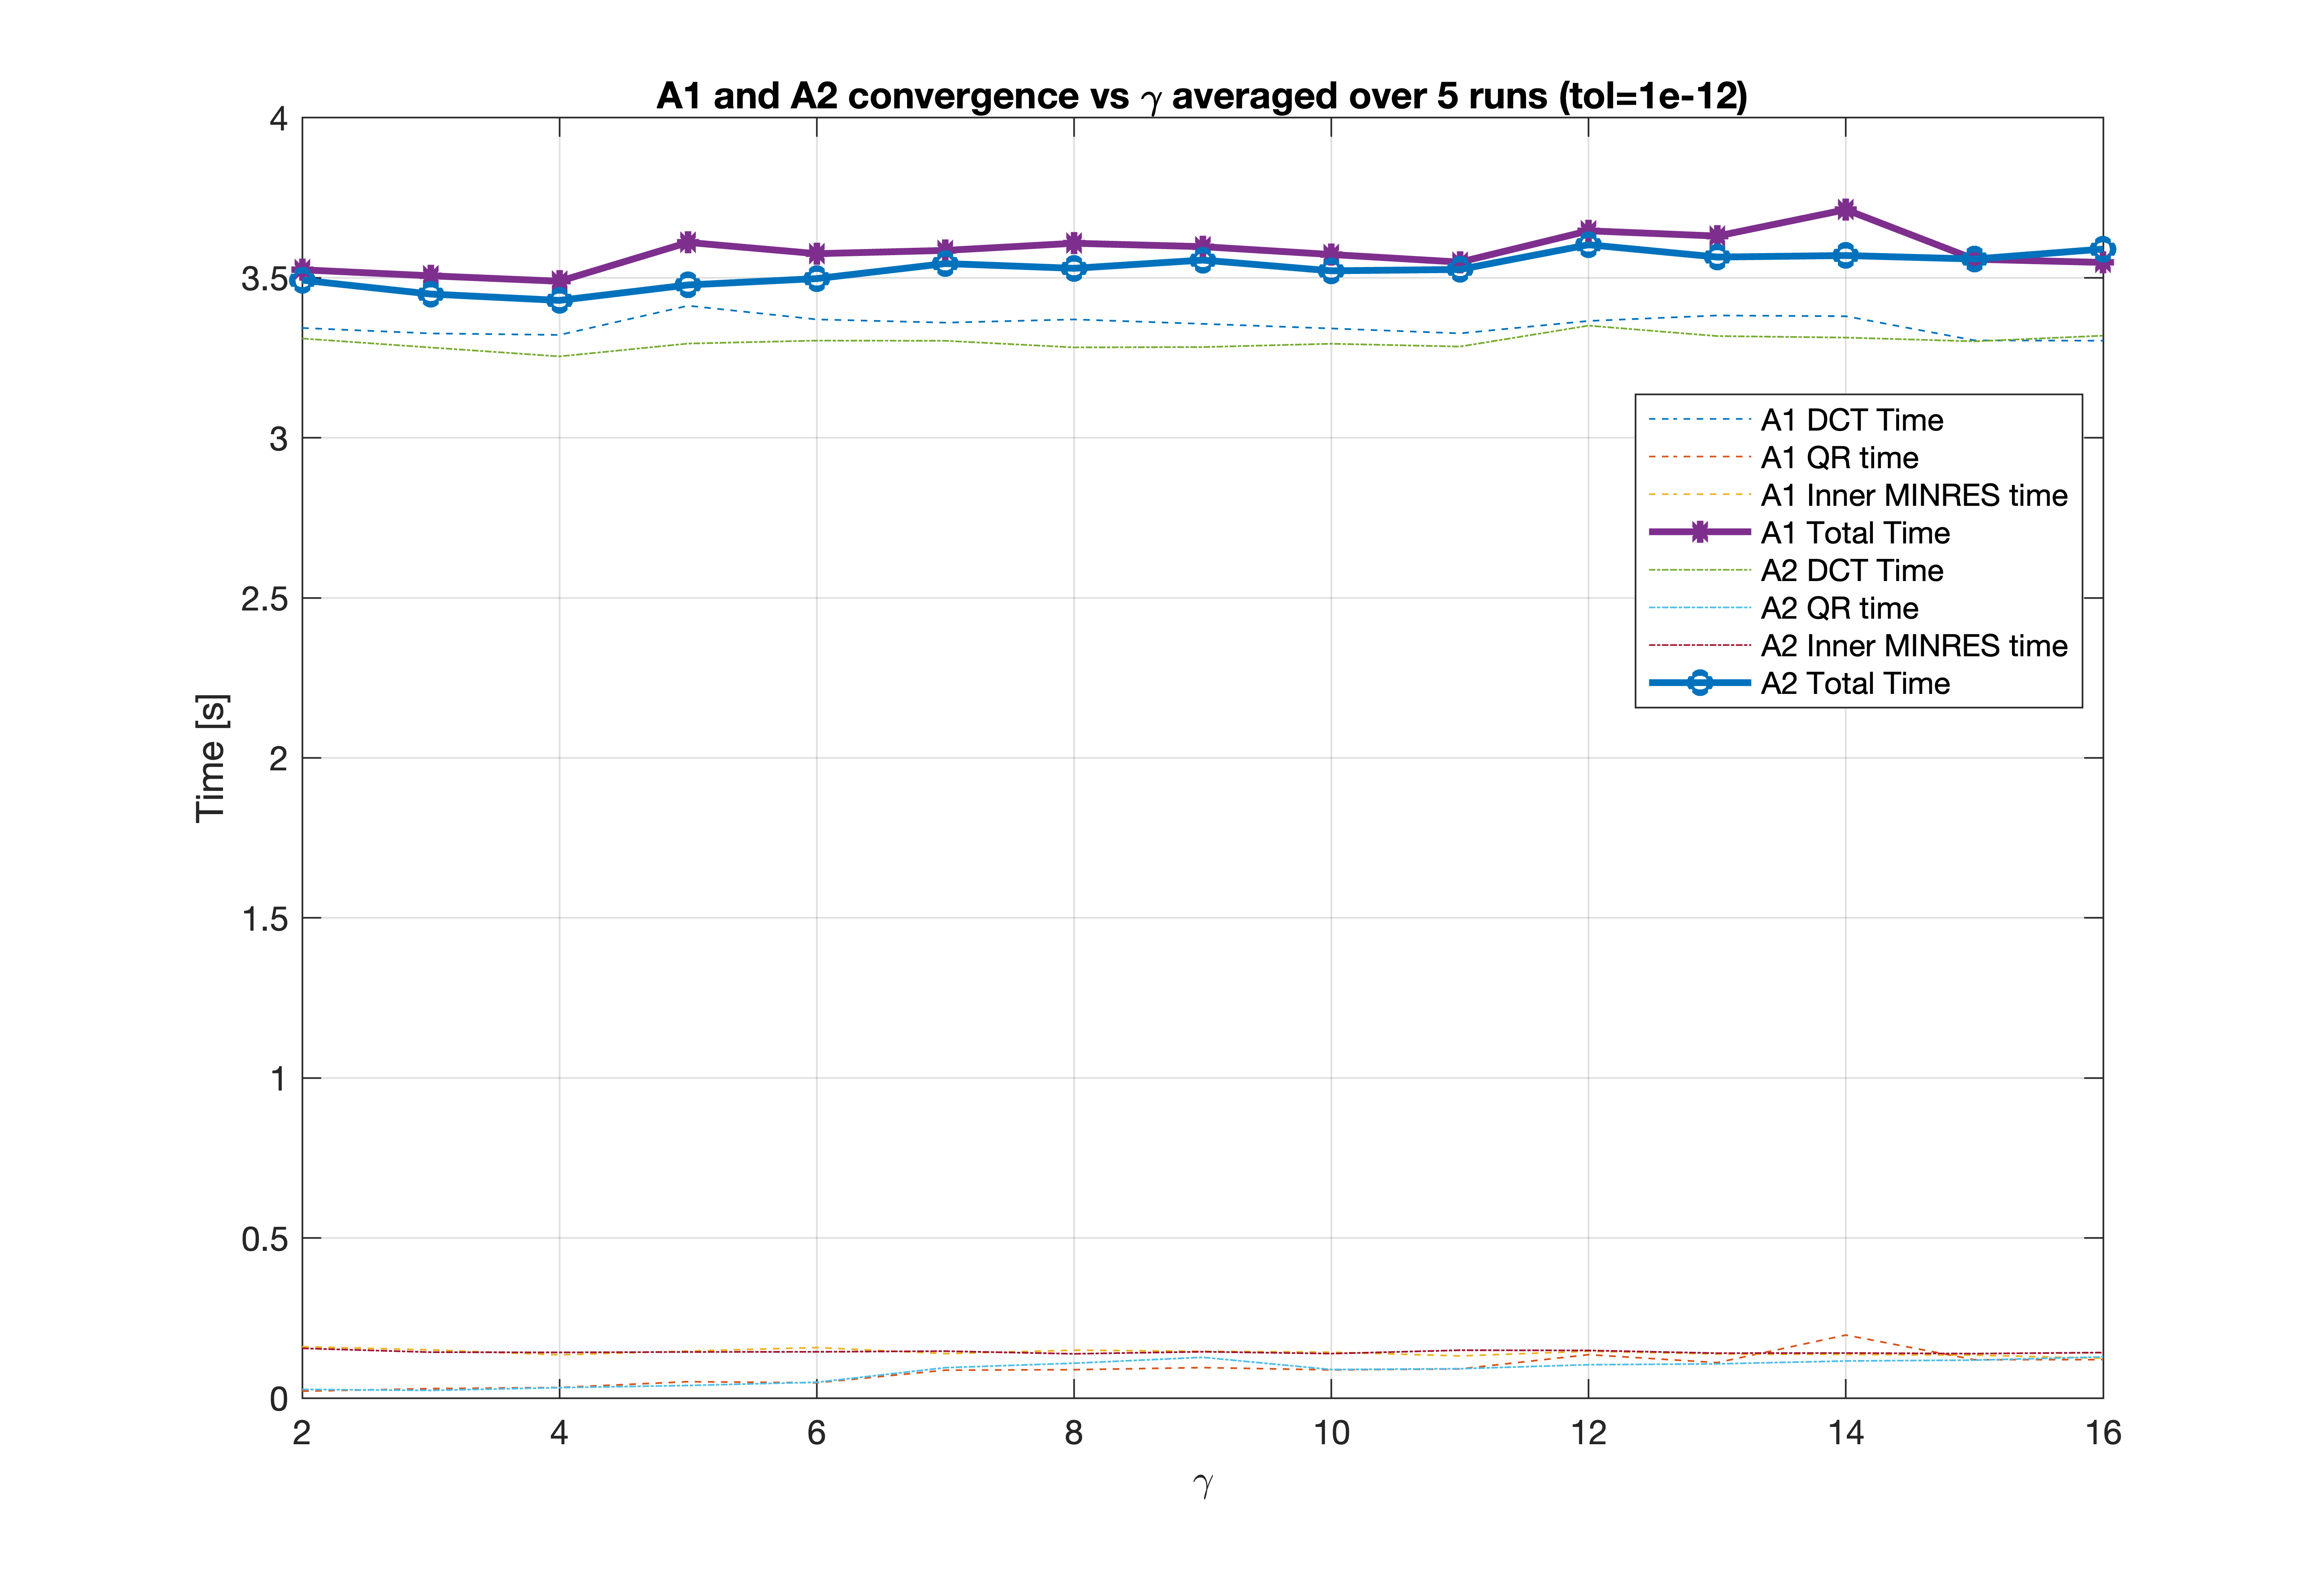 A1 and A2 convergence vs γ averaged over 5 runs (tol=1e-12)
4
3.5
3
2.5
2
1.5
1
0.5
0
Time [s]
A1 DCT Time
A1 QR time
A1 Inner MINRES time
A1 Total Time
A2 DCT Time
A2 QR time
A2 Inner MINRES time
A2 Total Time
2 4 6 8 10 12 14 16
γ